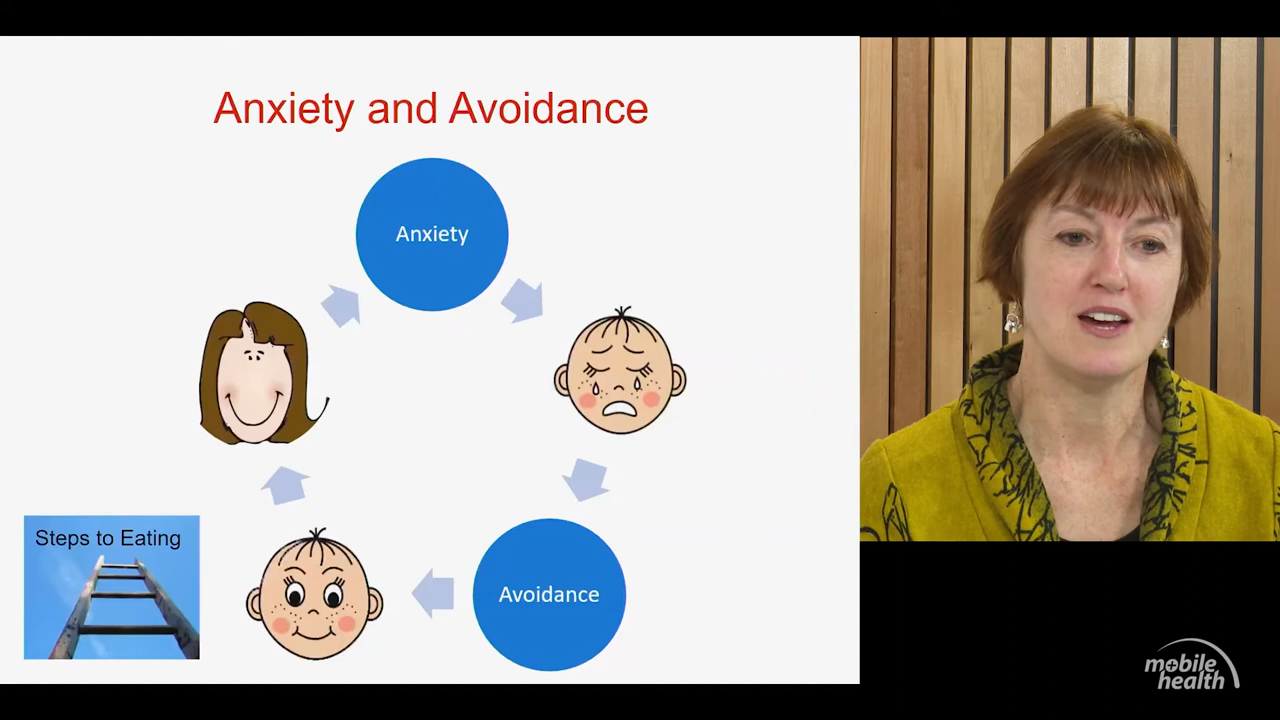 Anxiety and Avoidance
Anxiety
Avoidance
Steps to Eating
mobile
health